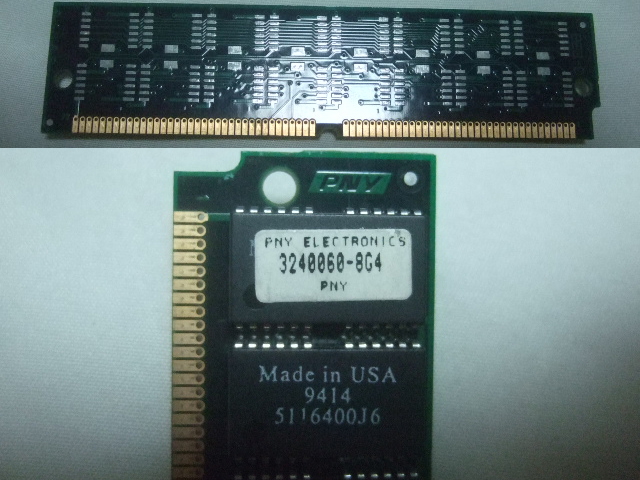 PNY
PNY ELECTRONICS
3240060-8G4
PNY
Made in USA
9414
5116400J6